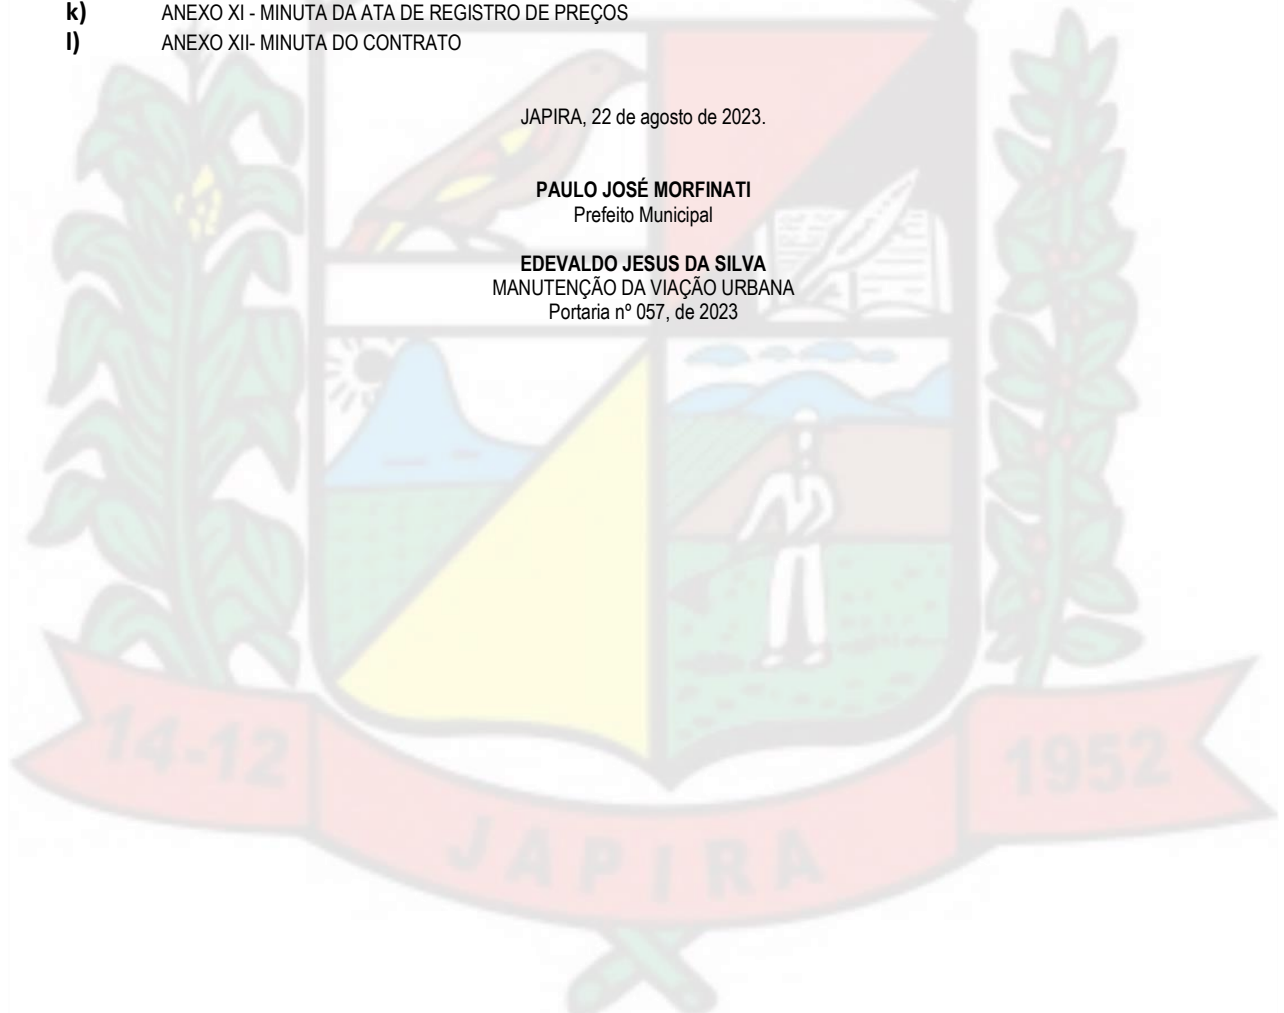 k) ANEXO XI - MINUTA DA ATA DE REGISTRO DE PREÇOS
l) ANEXO XII- MINUTA DO CONTRATO
JAPIRA, 22 de agosto de 2023.
PAULO JOSÉ MORFINATI
Prefeito Municipal
EDEVALDO JESUS DA SILVA
MANUTENÇÃO DA VIAÇÃO URBANA
Portaria nº 057, de 2023
14-12
1952
JAPIRA